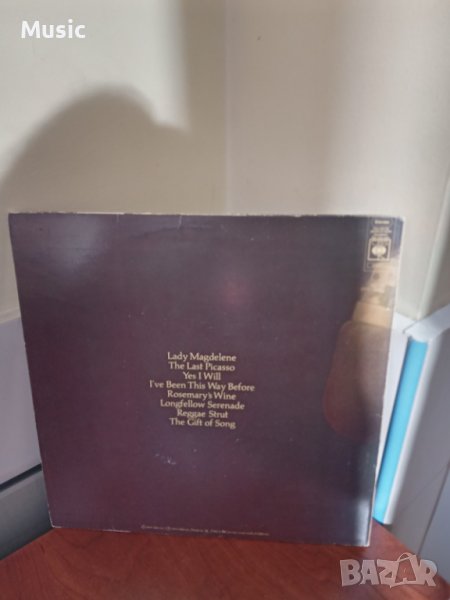 Music
Lady Magdelene
The Last Picasso
Yes I Will
I've Been This Way Before
Rosemary's Wine
Longfellow Serenade
Reggae Strut
The Gift of Song
BAZAR